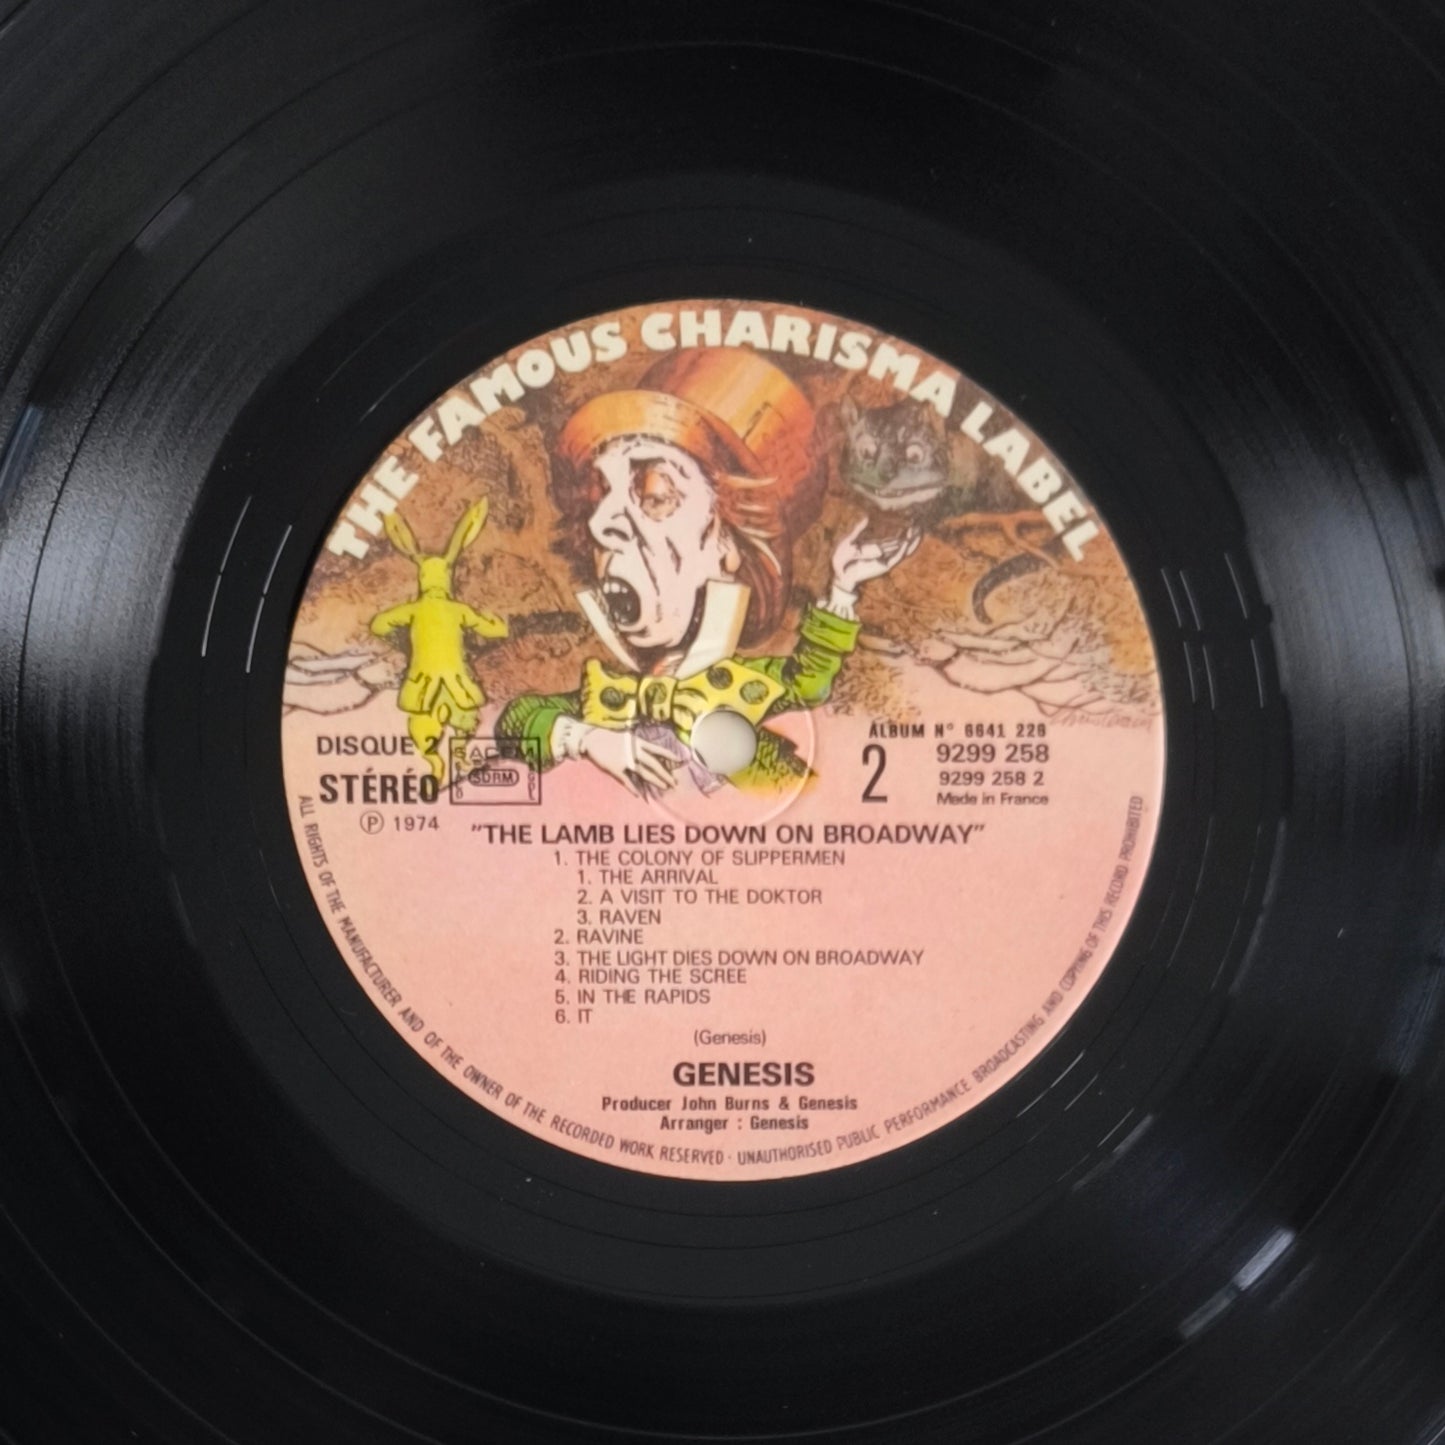 THE FAMOUS CHARISMA LABEL
DISQUE 2
STÉRÉO
SACEM
SDRM
Ⓟ 1974
ALBUM N° 6641 226
2
9299 258
9299 258 2
Made in France
"THE LAMB LIES DOWN ON BROADWAY"
1. THE COLONY OF SLIPPERMEN
1. THE ARRIVAL
2. A VISIT TO THE DOKTOR
3. RAVEN
2. RAVINE
3. THE LIGHT DIES DOWN ON BROADWAY
4. RIDING THE SCREE
5. IN THE RAPIDS
6. IT
(Genesis)
GENESIS
Producer John Burns & Genesis
Arranger : Genesis
ALL RIGHTS OF THE MANUFACTURER AND OF THE OWNER OF THE RECORDED WORK RESERVED · UNAUTHORISED PUBLIC PERFORMANCE BROADCASTING AND COPYING OF THIS RECORD PROHIBITED